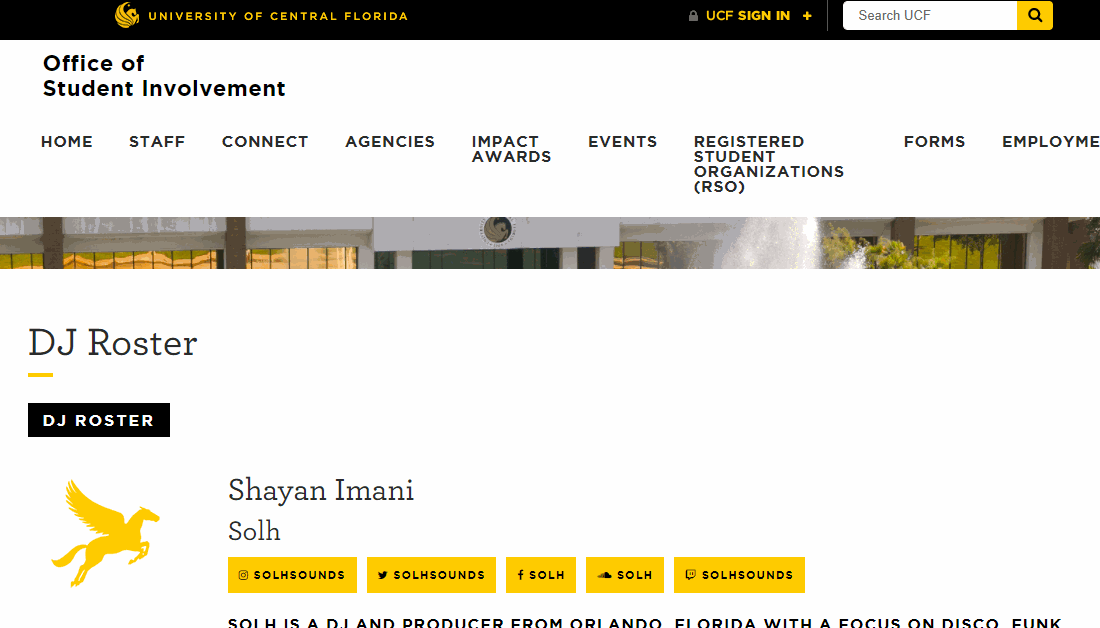 UNIVERSITY OF CENTRAL FLORIDA
UCF SIGN IN +
Search UCF
Office of
Student Involvement
HOME
STAFF
CONNECT
AGENCIES
IMPACT
AWARDS
EVENTS
REGISTERED
STUDENT
ORGANIZATIONS
(RSO)
FORMS
EMPLOYME
DJ Roster
DJ ROSTER
Shayan Imani
Solh
SOLHSOUNDS
SOLHSOUNDS
SOLH
SOLH
SOLHSOUNDS
SOLH IS A DJ AND PRODUCER FROM ORLANDO, FLORIDA WITH A FOCUS ON DISCO, FUNK